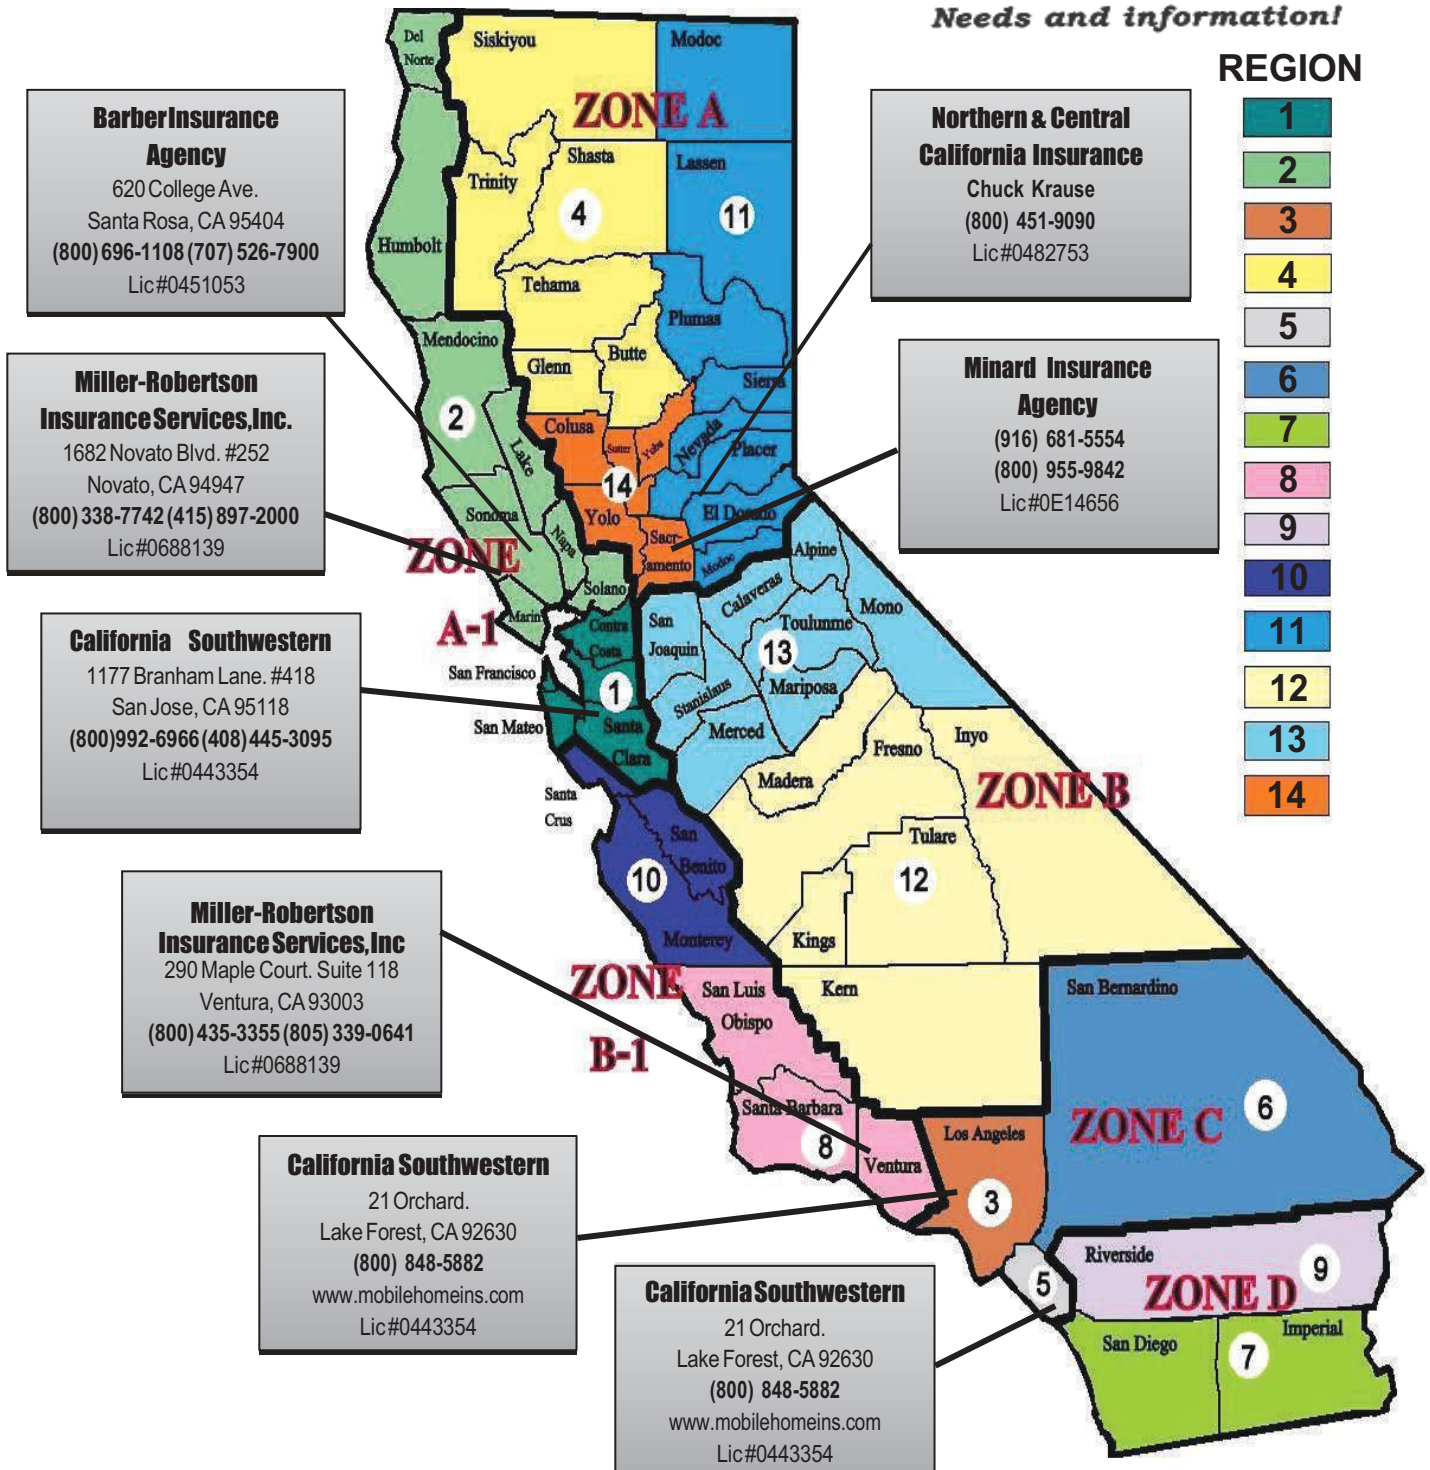 Needs and information!
REGION
1
2
3
4
5
6
7
8
9
10
11
12
13
14
Barber Insurance
Agency
620 College Ave.
Santa Rosa, CA 95404
(800) 696-1108 (707) 526-7900
Lic#0451053
Miller-Robertson
Insurance Services, Inc.
1682 Novato Blvd. #252
Novato, CA 94947
(800) 338-7742 (415) 897-2000
Lic#0688139
California Southwestern
1177 Branham Lane. #418
San Jose, CA 95118
(800)992-6966 (408)445-3095
Lic#0443354
Miller-Robertson
Insurance Services, Inc
290 Maple Court. Suite 118
Ventura, CA 93003
(800) 435-3355 (805) 339-0641
Lic#0688139
California Southwestern
21 Orchard.
Lake Forest, CA 92630
(800) 848-5882
www.mobilehomeins.com
Lic#0443354
California Southwestern
21 Orchard.
Lake Forest, CA 92630
(800) 848-5882
www.mobilehomeins.com
Lic#0443354
Northern & Central
California Insurance
Chuck Krause
(800) 451-9090
Lic#0482753
Minard Insurance
Agency
(916) 681-5554
(800) 955-9842
Lic#0E14656
Del
Norte
Siskiyou
Modoc
ZONE A
Shasta
Lassen
Trinity
4
11
Humbolt
Tehama
Plumas
Mendocino
Butte
Glenn
Sierra
2
Colusa
Sutter
Yuba
Nevada
Placer
Lake
14
Yolo
El Dorado
Sonoma
Napa
Sacr-
amento
Modoc
Alpine
ZONE
A-1
Solano
Marin
Calaveras
Mono
Contra
Costa
San
Joaquin
Toulunme
13
San Francisco
1
Stanislaus
Mariposa
San Mateo
Santa
Clara
Merced
Fresno
Inyo
Madera
ZONE B
Santa
Crus
San
Benito
Tulare
10
12
Monterey
Kings
ZONE
B-1
San Luis
Obispo
Kern
San Bernardino
Santa Barbara
8
Ventura
Los Angeles
ZONE C
6
3
Riverside
9
5
ZONE D
San Diego
Imperial
7